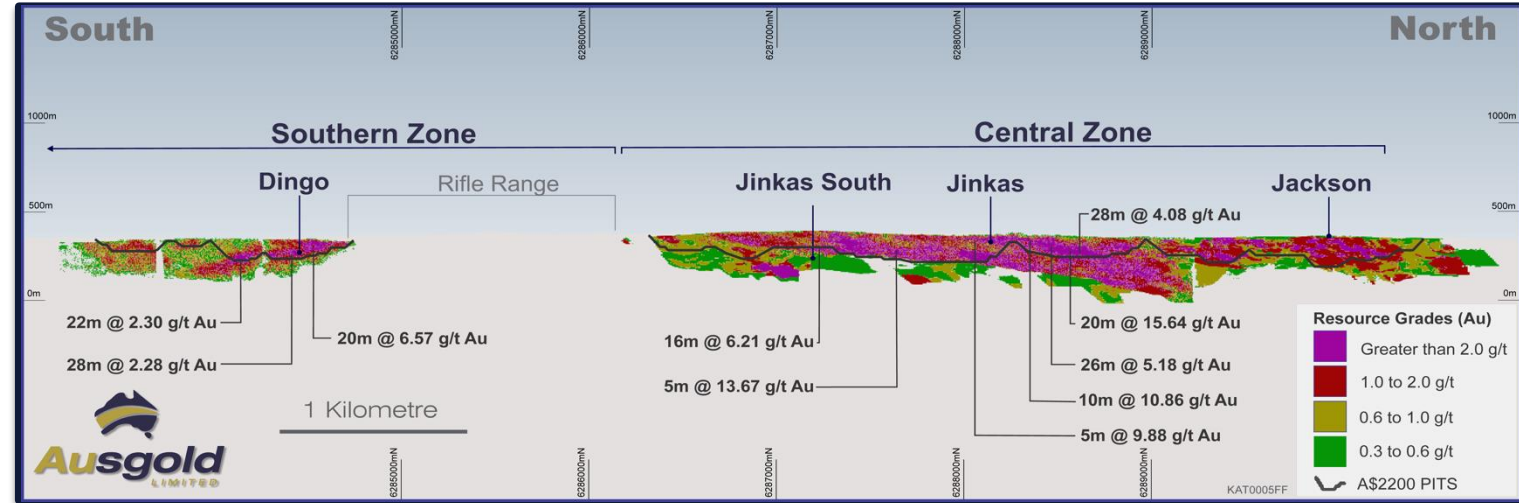 South
North
6285000mN
6286000mN
6287000mN
6288000mN
6289000mN
1000m
1000m
Southern Zone
Central Zone
Dingo
Rifle Range
Jinkas South
Jinkas
Jackson
500m
500m
28m @ 4.08 g/t Au
0m
0m
22m @ 2.30 g/t Au
20m @ 6.57 g/t Au
28m @ 2.28 g/t Au
16m @ 6.21 g/t Au
5m @ 13.67 g/t Au
20m @ 15.64 g/t Au
26m @ 5.18 g/t Au
10m @ 10.86 g/t Au
5m @ 9.88 g/t Au
Resource Grades (Au)
Greater than 2.0 g/t
1.0 to 2.0 g/t
0.6 to 1.0 g/t
0.3 to 0.6 g/t
A$2200 PITS
1 Kilometre
Ausgold
LIMITED
6285000mN
6286000mN
6287000mN
6288000mN
6289000mN
KAT0005FF